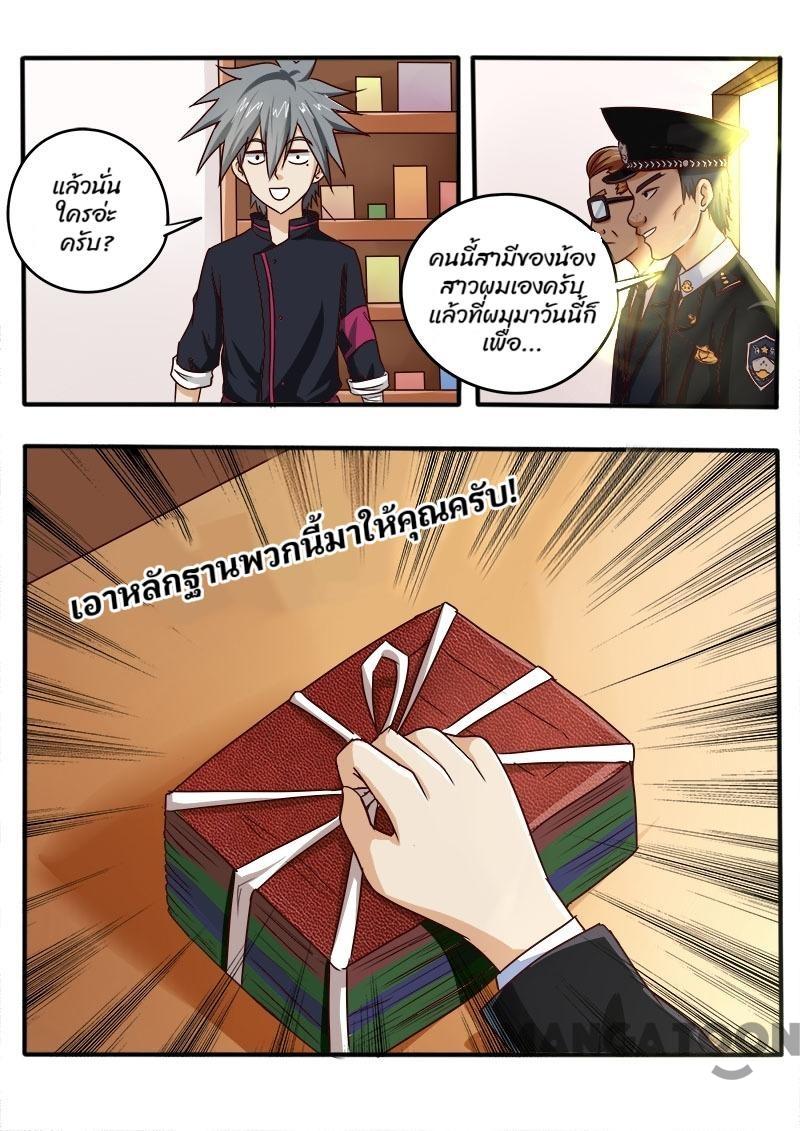 แล้วนั่น
ใครอ่ะ
ครับ?
คนนี้สามีของน้อง
สาวผมเองครับ
แล้วที่ผมมาวันนี้ก็
เพื่อ...
เอาหลักฐานพวกนี้มาให้คุณครับ!
MANGATOON